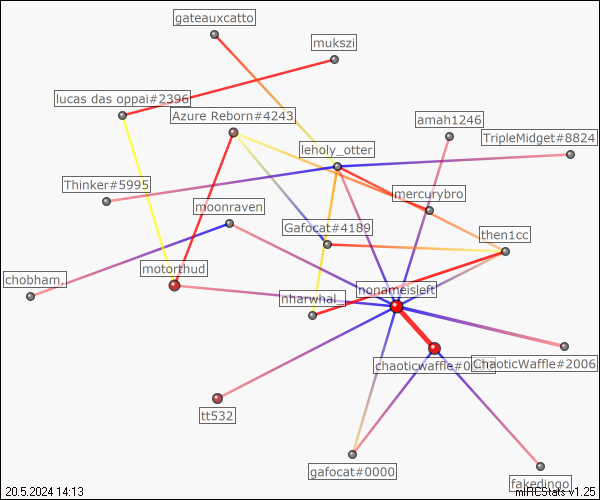 gateauxcatto
mukszi
lucas das oppai#2396
Azure Reborn#4243
amah1246
TripleMidget#8824
leholy_otter
Thinker#5995
mercurybro
moonraven
Gafocat#4189
then1cc
motorthud
chobham,
nonameisleft
nharwhal_
chaoticwaffle#0
ChaoticWaffle#2006
tt532
gafocat#0000
fakedingo_
20.5.2024 14:13
mIRCStats v1.25